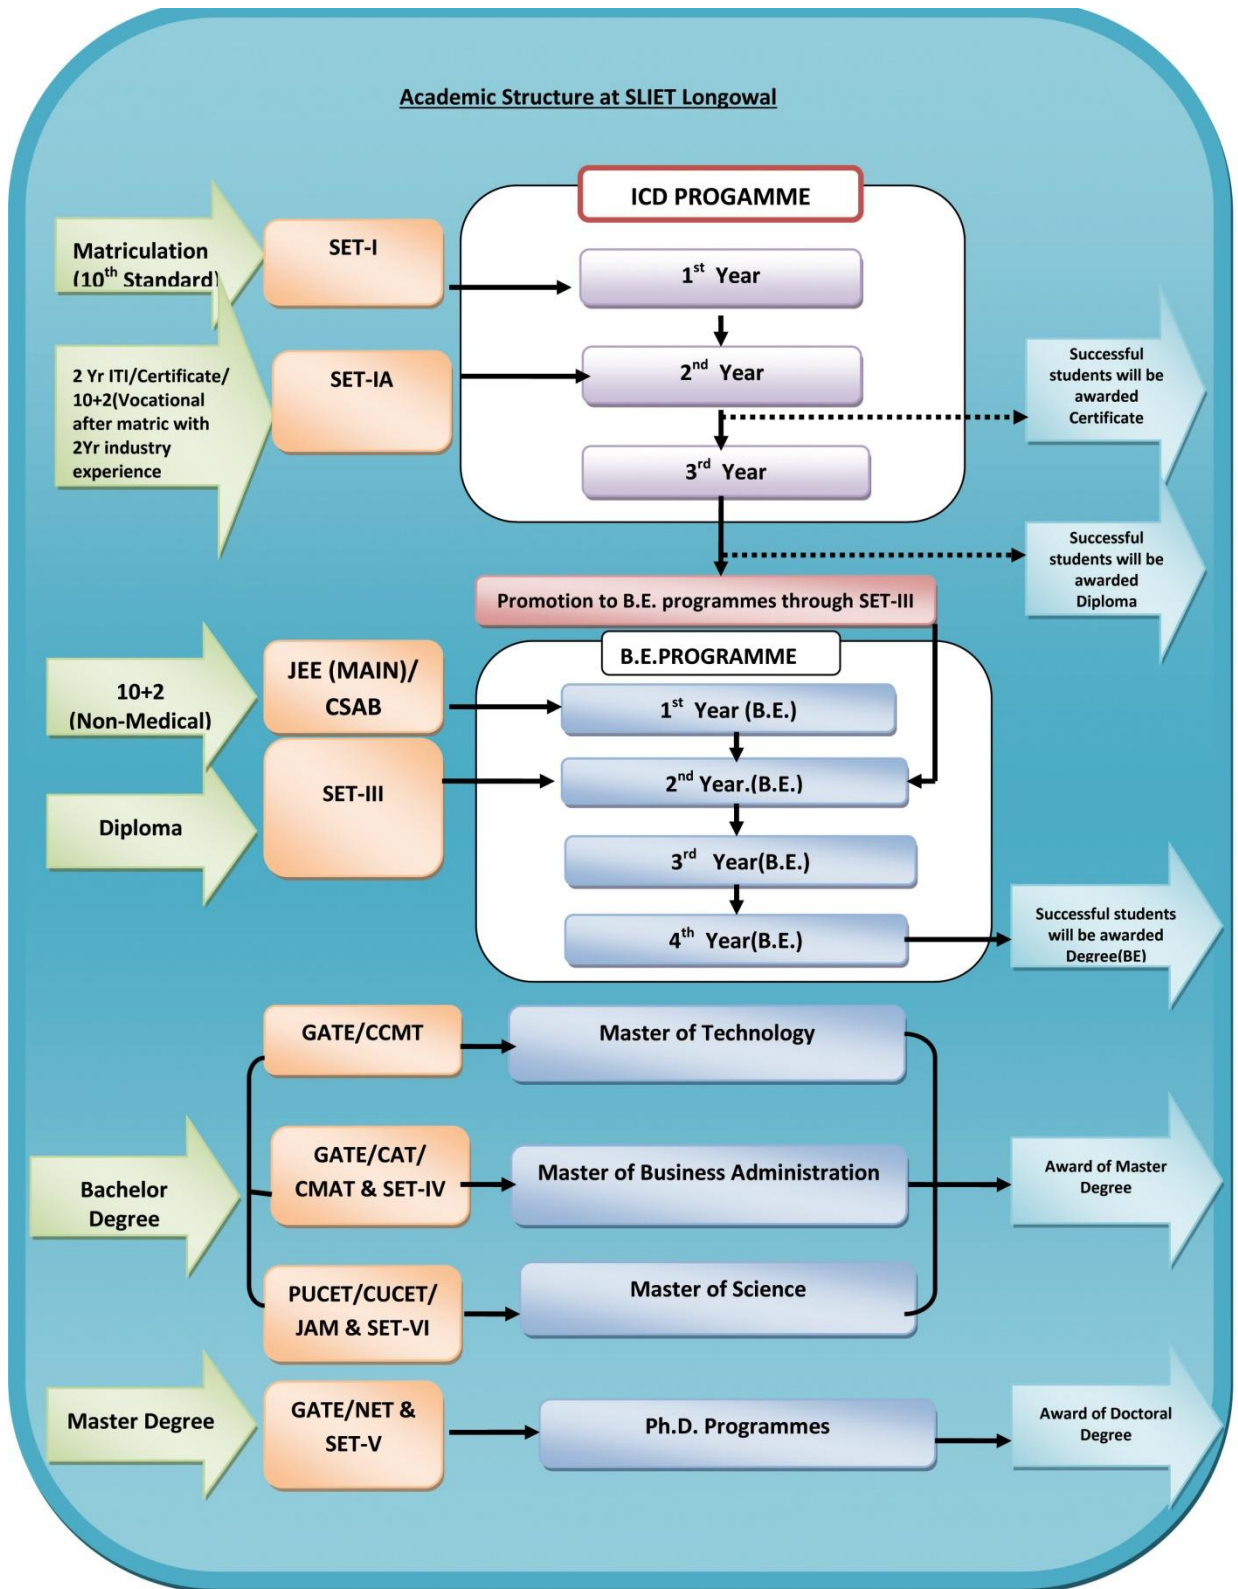 Academic Structure at SLIET Longowal
ICD PROGAMME
Matriculation
(10th Standard)
SET-I
1st Year
2 Yr ITI/Certificate/
10+2(Vocational
after matric with
2Yr industry
experience
SET-IA
2nd Year
Successful
students will be
awarded
Certificate
3rd Year
Successful
students will be
awarded
Diploma
Promotion to B.E. programmes through SET-III
B.E.PROGRAMME
10+2
(Non-Medical)
JEE (MAIN)/
CSAB
1st Year (B.E.)
Diploma
SET-III
2nd Year.(B.E.)
3rd Year(B.E.)
4th Year(B.E.)
Successful students
will be awarded
Degree(BE)
Bachelor
Degree
GATE/CCMT
Master of Technology
GATE/CAT/
CMAT & SET-IV
Master of Business Administration
Award of Master
Degree
PUCET/CUCET/
JAM & SET-VI
Master of Science
Master Degree
GATE/NET &
SET-V
Ph.D. Programmes
Award of Doctoral
Degree